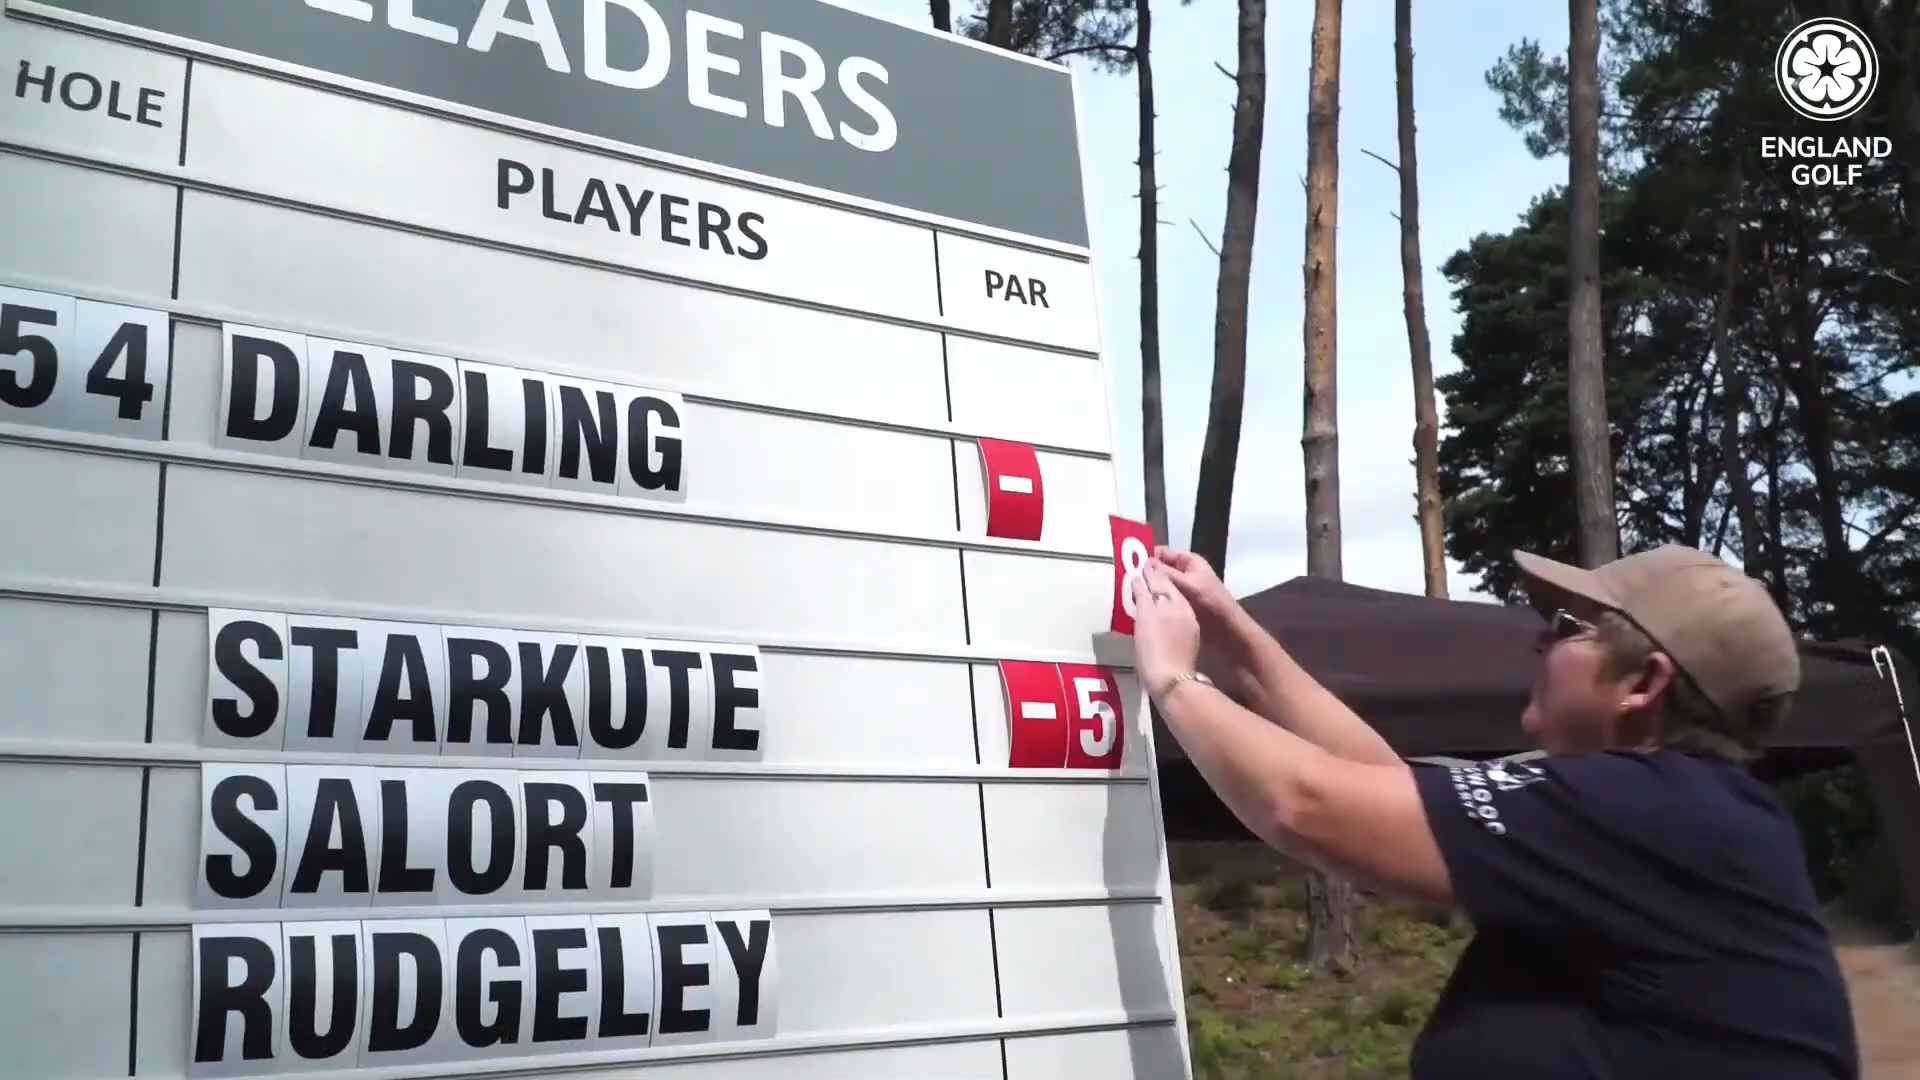 LEADERS
HOLE
PLAYERS
PAR
54 DARLING -
8
STARKUTE -5
SALORT
RUDGELEY
ENGLAND
GOLF